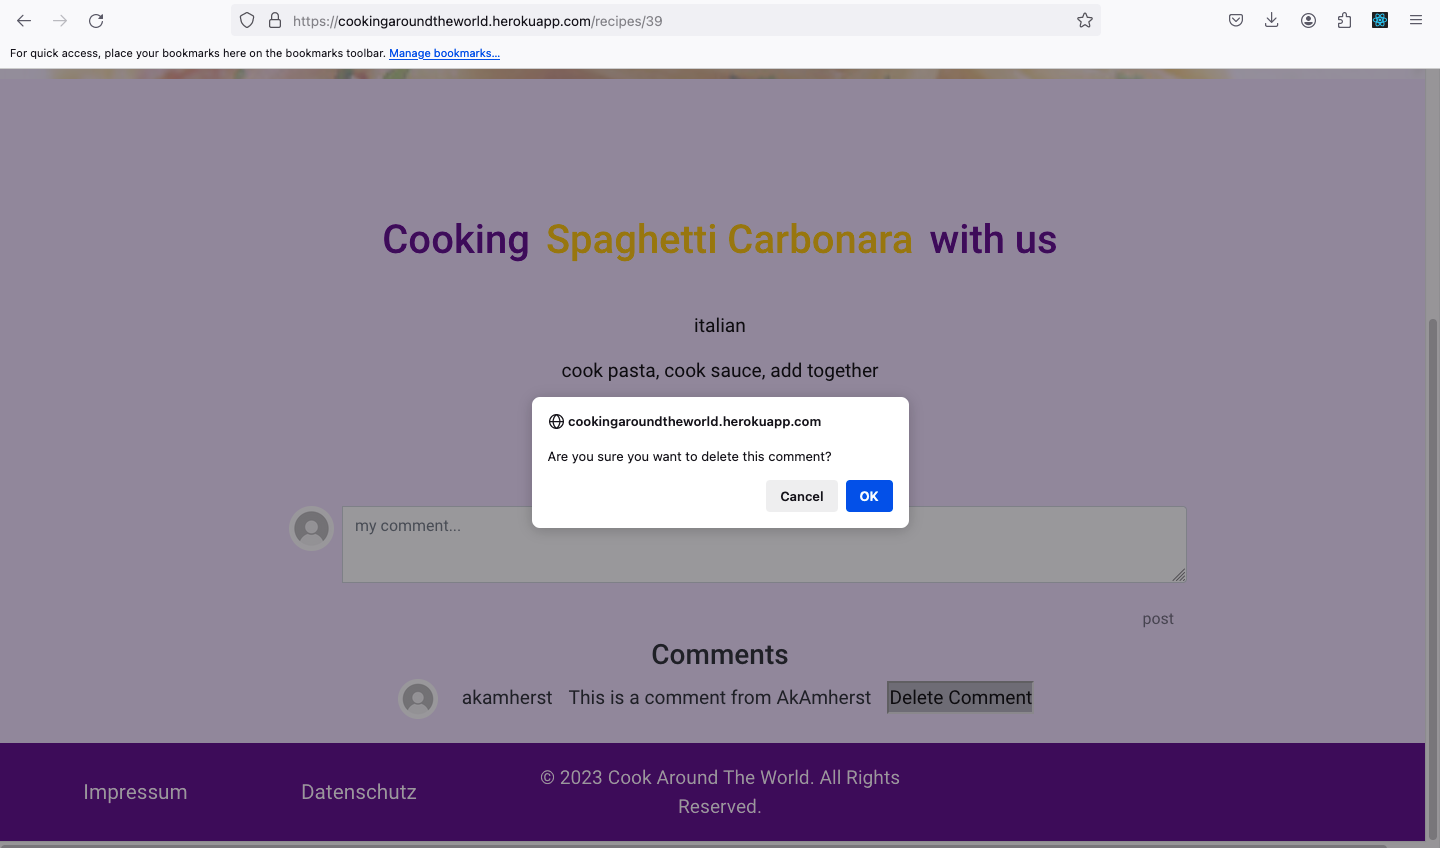 https://cookingaroundtheworld.herokuapp.com/recipes/39
For quick access, place your bookmarks here on the bookmarks toolbar. Manage bookmarks...
Cooking Spaghetti Carbonara with us
italian
cook pasta, cook sauce, add together
cookingaroundtheworld.herokuapp.com
Are you sure you want to delete this comment?
Cancel OK
my comment...
post
Comments
akamherst This is a comment from AkAmherst Delete Comment
Impressum Datenschutz © 2023 Cook Around The World. All Rights
Reserved.